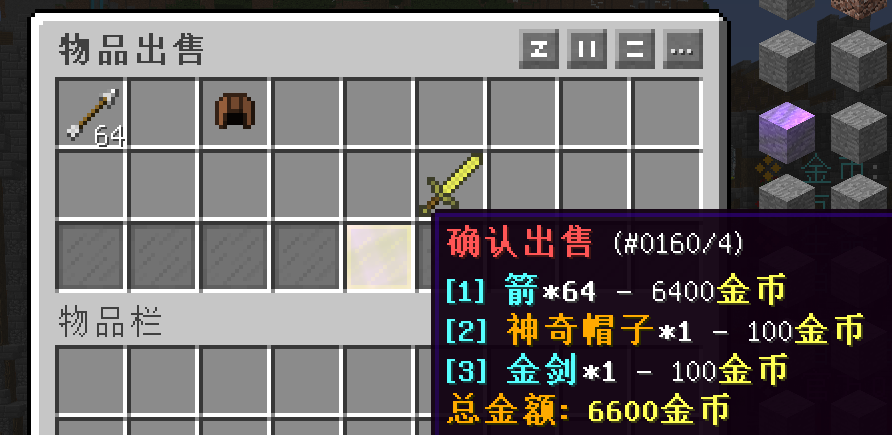 物品出售
64
金币:
确认出售 (#0160/4)
[1] 箭*64 - 6400金币
[2] 神奇帽子*1 - 100金币
[3] 金剑*1 - 100金币
总金额: 6600金币
物品栏